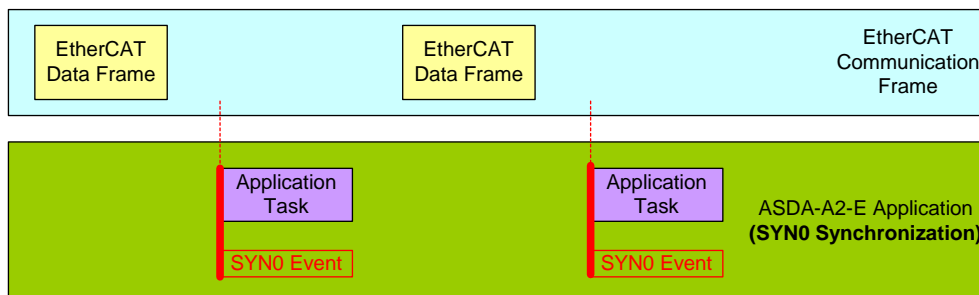 EtherCAT
Data Frame
EtherCAT
Data Frame
EtherCAT
Communication
Frame
Application
Task
SYN0 Event
Application
Task
SYN0 Event
ASDA-A2-E Application
(SYN0 Synchronization)